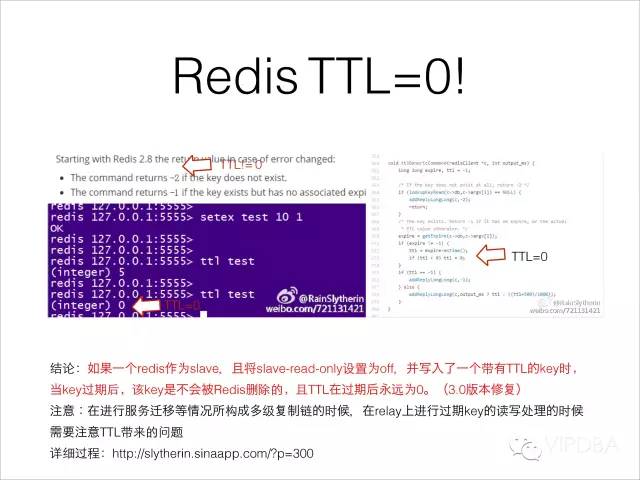 Redis TTL=0!
Starting with Redis 2.8 the return value in case of error changed:
TTL!=0
The command returns -2 if the key does not exist.
The command returns -1 if the key exists but has no associated expi
redis 127.0.0.1:5555>
redis 127.0.0.1:5555> setex test 10 1
OK
redis 127.0.0.1:5555>
redis 127.0.0.1:5555> ttl test
(integer) 5
redis 127.0.0.1:5555>
redis 127.0.0.1:5555> ttl test
(integer) 0
TTL=0
redis 127.0.0.1:5555>
@RainSlytherin
weibo.com/721131421
void ttlGenericCommand(redisClient *c, int output_ms) {
long long expire, ttl = -1;
/* If the key does not exist at all, return -2 */
if (lookupKeyRead(c->db,c->argv[1]) == NULL) {
addReplyLongLong(c,-2);
return;
}
/* The key exists. Return -1 if it has no expire, or the actual
* TTL value otherwise. */
expire = getExpire(c->db,c->argv[1]);
if (expire != -1) {
ttl = expire-mstime();
if (ttl < 0) ttl = 0;
TTL=0
}
if (ttl == -1) {
addReplyLongLong(c,-1);
} else {
addReplyLongLong(c,output_ms ? ttl : ((ttl+500)/1000));
}
@RainSlytherin
weibo.com/721131421
结论：如果一个redis作为slave，且将slave-read-only设置为off，并写入了一个带有TTL的key时，
当key过期后，该key是不会被Redis删除的，且TTL在过期后永远为0。（3.0版本修复）
注意：在进行服务迁移等情况所构成多级复制链的时候，在relay上进行过期key的读写处理的时候
需要注意TTL带来的问题
详细过程：http://slytherin.sinaapp.com/?p=300
VIPDBA